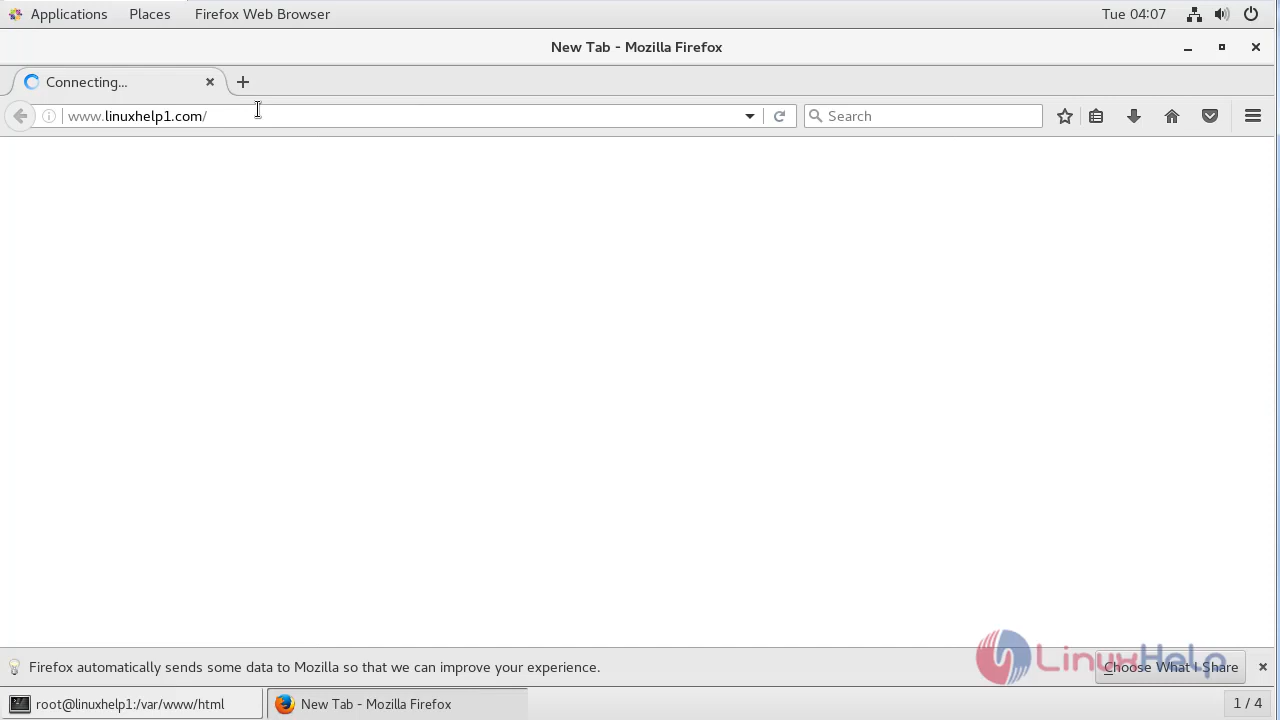 Applications Places Firefox Web Browser Tue 04:07
New Tab - Mozilla Firefox
Connecting...
www.linuxhelp1.com/ Search
Firefox automatically sends some data to Mozilla so that we can improve your experience. Choose What I Share
LinuxHelp
root@linuxhelp1:/var/www/html New Tab - Mozilla Firefox 1 / 4